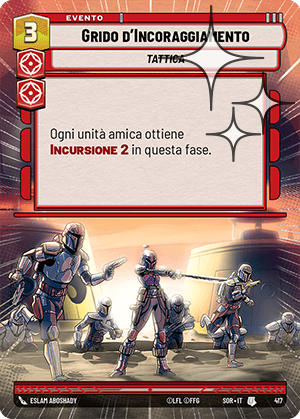 EVENTO
3
GRIDO D'INCORAGGIAMENTO
TATTICA
Ogni unità amica ottiene
INCURSIONE 2 in questa fase.
ESLAM ABOSHADY
©LFL ©FFG
SOR • IT
417